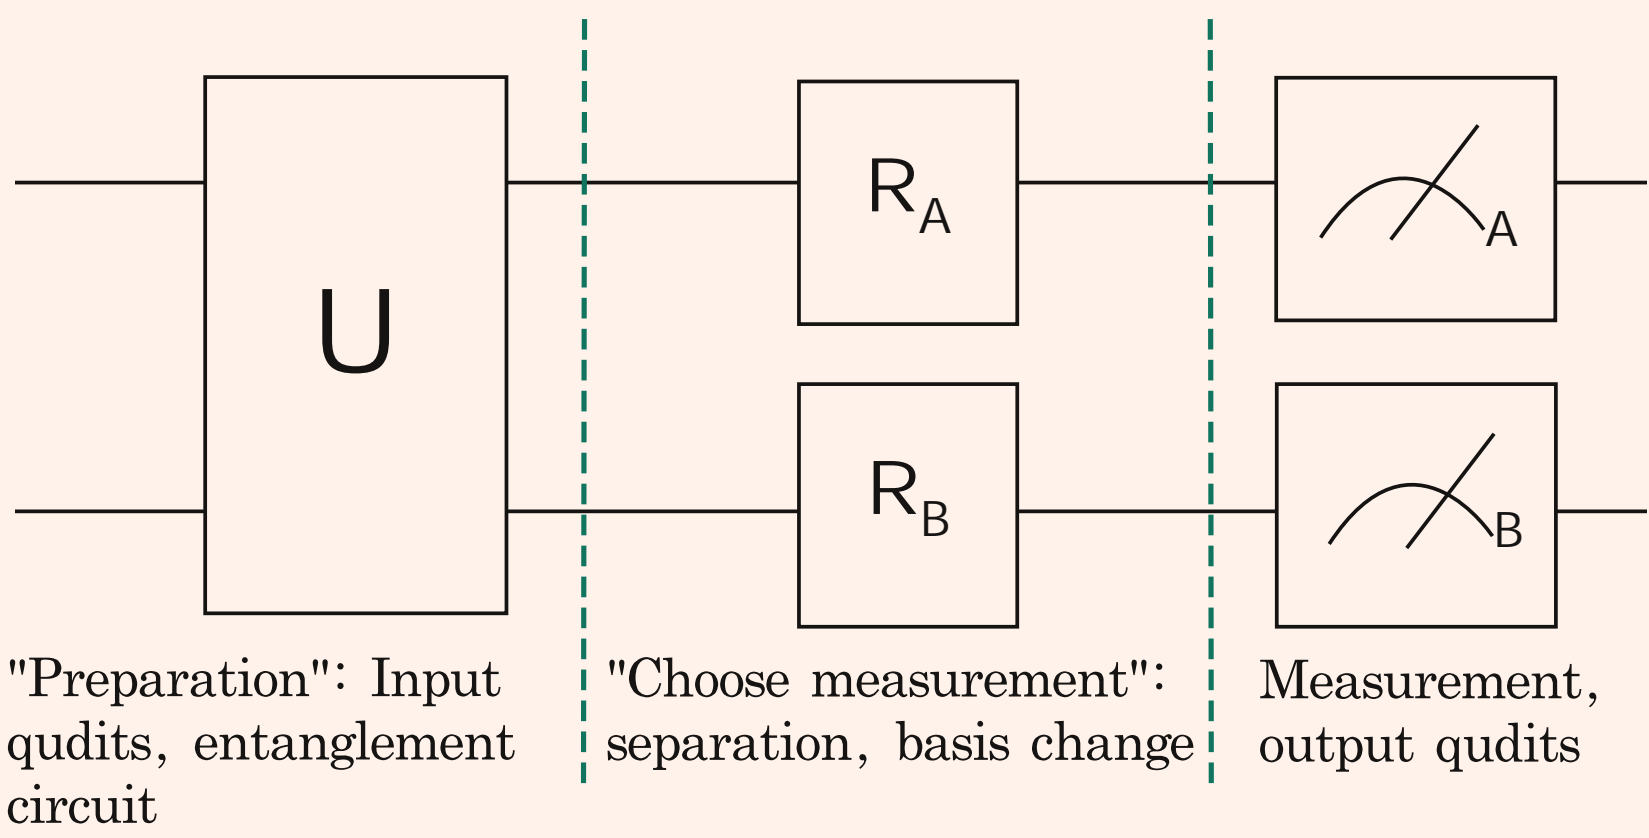 U
R_A
A
R_B
B
"Preparation": Input
qudits, entanglement
circuit
"Choose measurement":
separation, basis change
Measurement,
output qudits